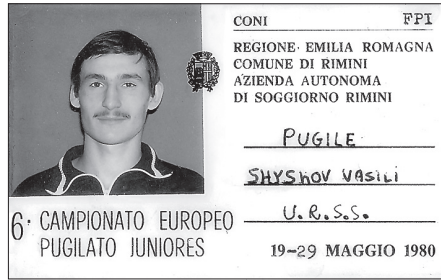 CONI FPI
REGIONE EMILIA ROMAGNA
COMUNE DI RIMINI
AZIENDA AUTONOMA
DI SOGGIORNO RIMINI
PUGILE
SHYSHOV VASILI
U.R.S.S.
6· CAMPIONATO EUROPEO
PUGILATO JUNIORES
19-29 MAGGIO 1980